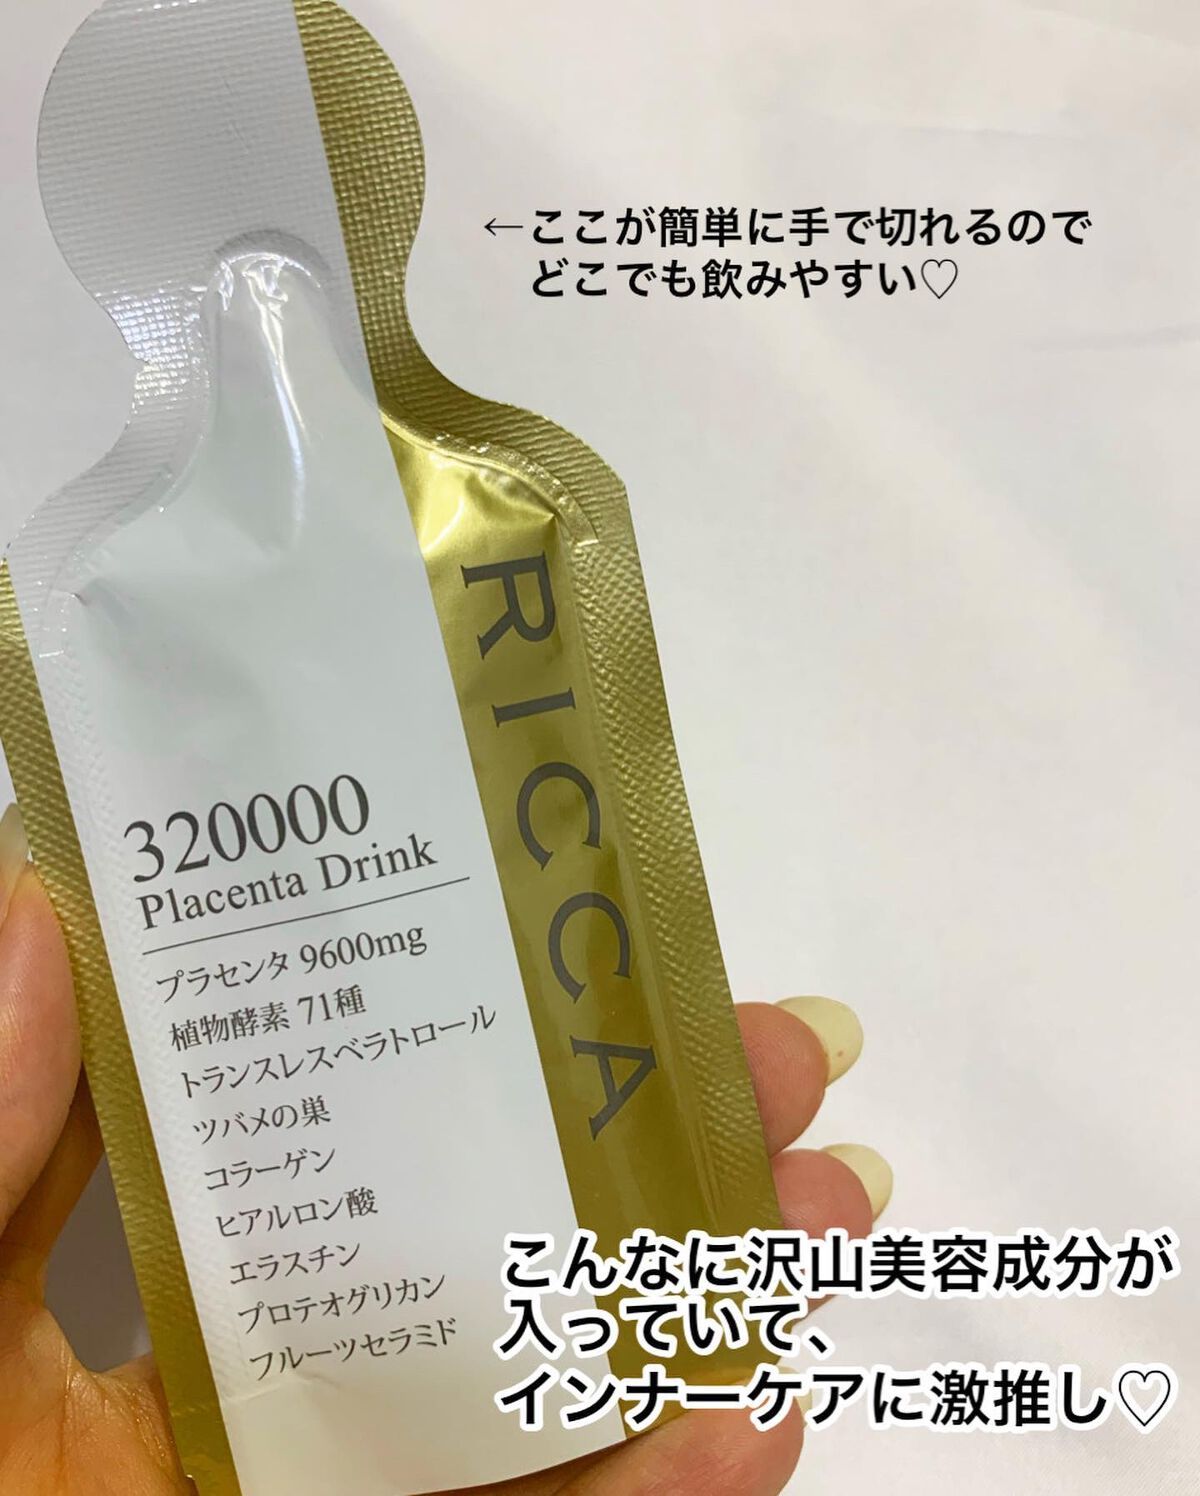 ←ここが簡単に手で切れるので
どこでも飲みやすい♡
RICCA
320000
Placenta Drink
プラセンタ 9600mg
植物酵素 71種
トランスレスベラトロール
ツバメの巣
コラーゲン
ヒアルロン酸
エラスチン
プロテオグリカン
フルーツセラミド
こんなに沢山美容成分が
入っていて、
インナーケアに激推し♡